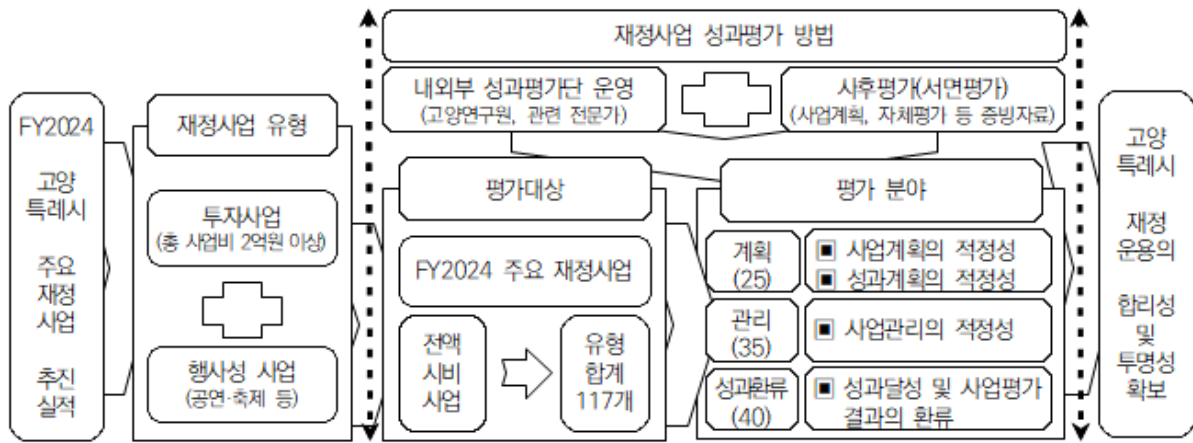 재정사업 성과평가 방법
내외부 성과평가단 운영
(고양연구원, 관련 전문가)
사후평가(서면평가)
(사업계획, 자체평가 등 증빙자료)
FY2024
고양
특례시
주요
재정
사업
추진
실적
재정사업 유형
투자사업
(총 사업비 2억원 이상)
행사성 사업
(공연·축제 등)
평가대상
FY2024 주요 재정사업
전액
시비
사업
유형
합계
117개
평가 분야
계획
(25)
▣ 사업계획의 적정성
▣ 성과계획의 적정성
관리
(35)
▣ 사업관리의 적정성
성과환류
(40)
▣ 성과달성 및 사업평가
결과의 환류
고양
특례시
재정
운용의
합리성
및
투명성
확보